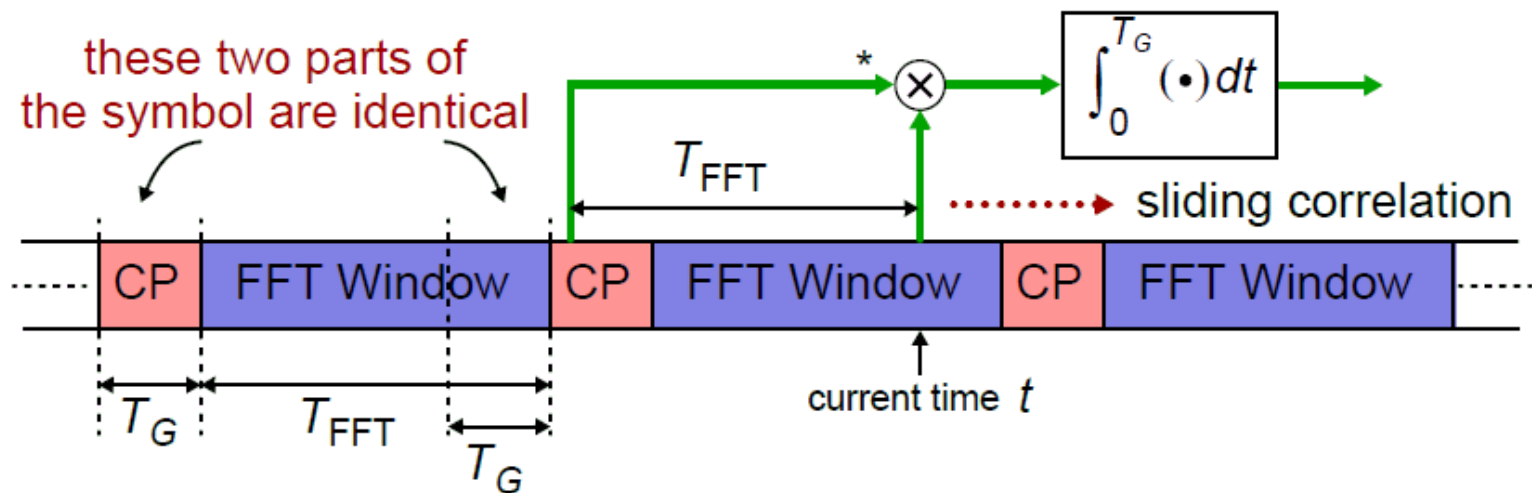 these two parts of
the symbol are identical
*
×
∫₀^{T_G} (•) dt
T_FFT
sliding correlation
CP FFT Window CP FFT Window CP FFT Window
current time t
T_G T_FFT
T_G